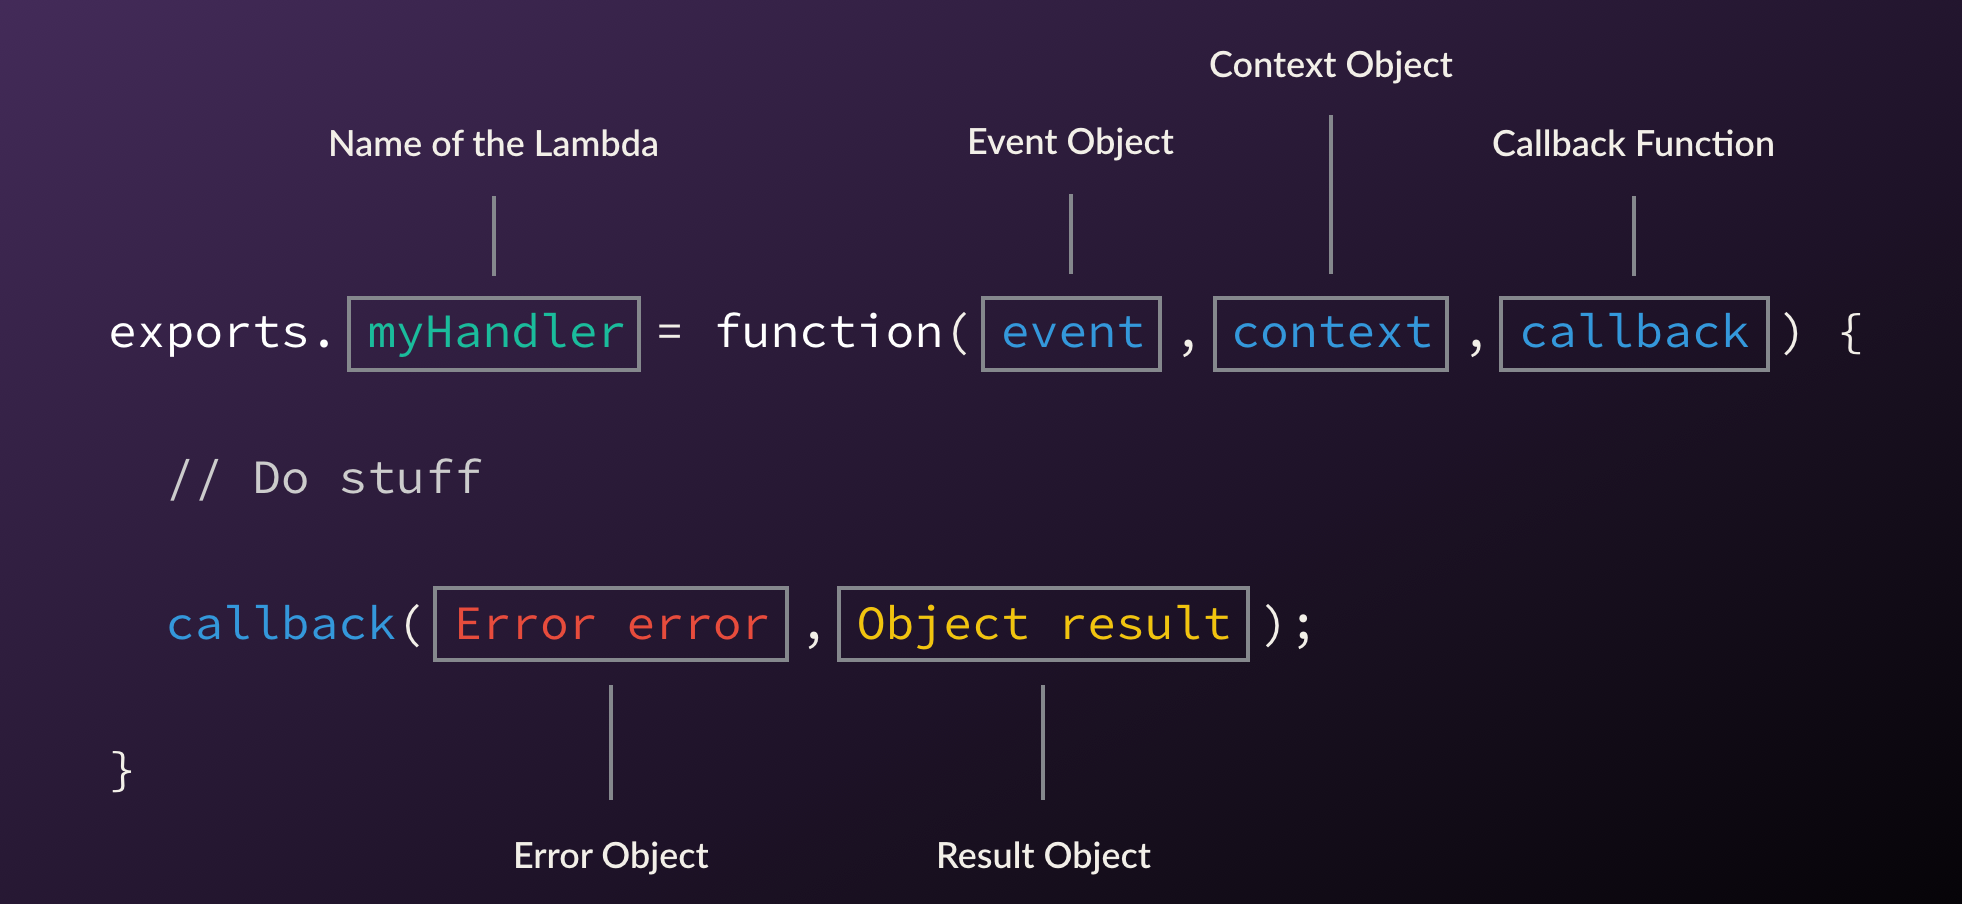 Context Object
Name of the Lambda
Event Object
Callback Function
exports.myHandler = function(event, context, callback) {
// Do stuff
callback(Error error, Object result);
}
Error Object
Result Object